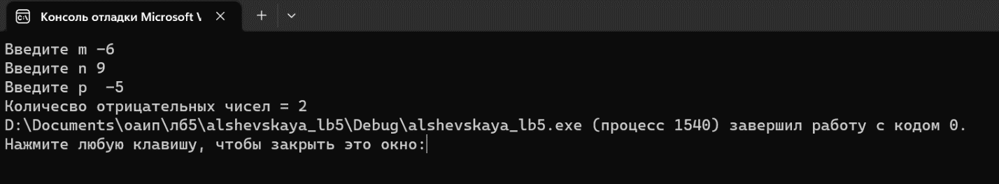 Консоль отладки Microsoft V
Введите m -6
Введите n 9
Введите p  -5
Количесво отрицательных чисел = 2
D:\Documents\оаип\лб5\alshevskaya_lb5\Debug\alshevskaya_lb5.exe (процесс 1540) завершил работу с кодом 0.
Нажмите любую клавишу, чтобы закрыть это окно: